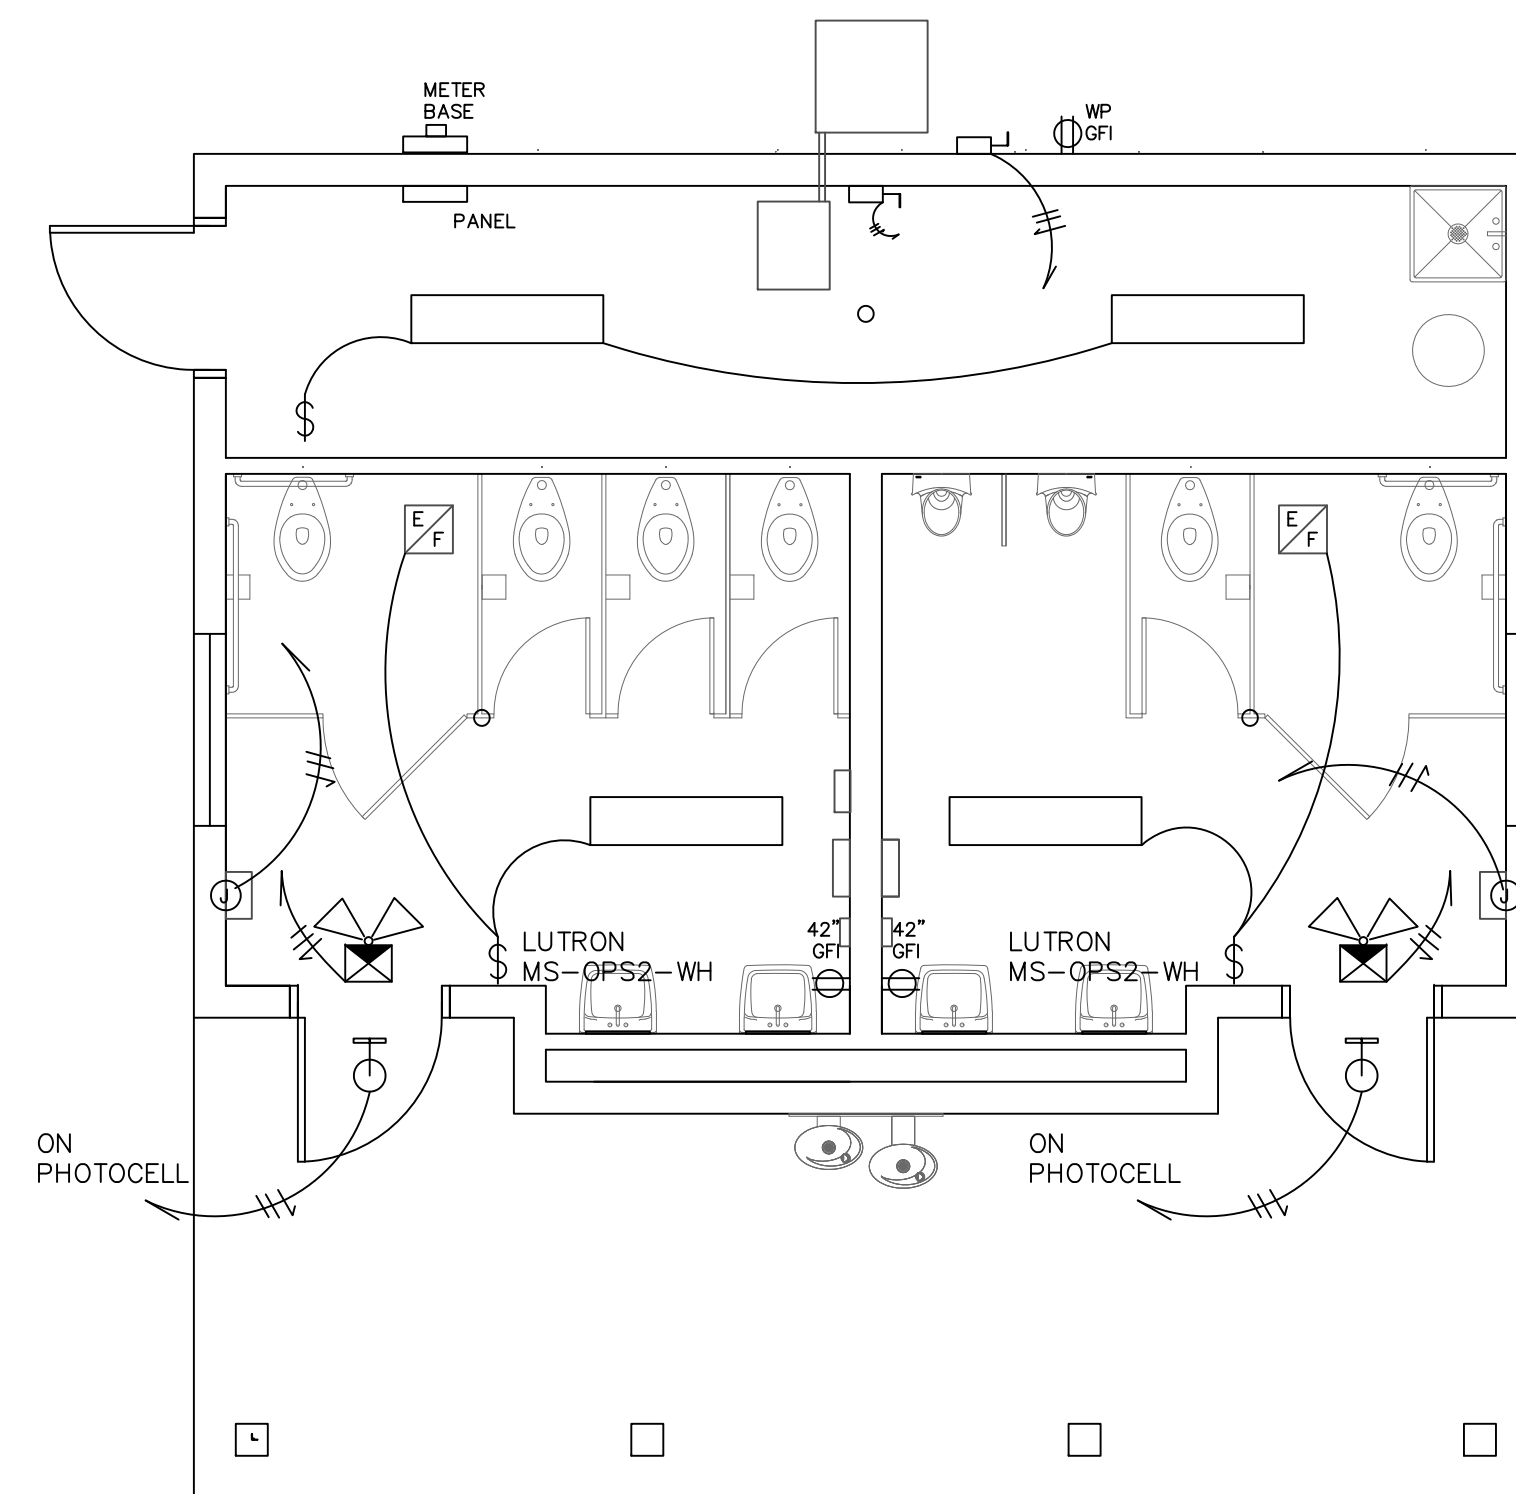 METER
BASE
WP
GFI
PANEL
$
E
F
E
F
J
J
42"
GFI
42"
GFI
$
LUTRON
MS-OPS2-WH
LUTRON
MS-OPS2-WH
$
ON
PHOTOCELL
ON
PHOTOCELL